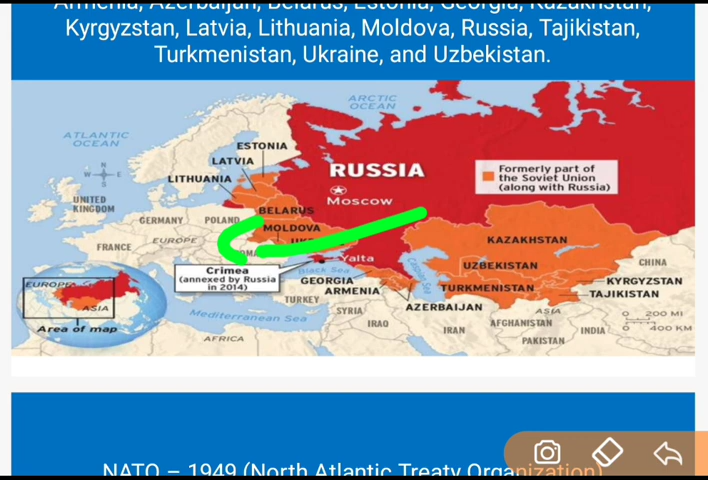 Kyrgyzstan, Latvia, Lithuania, Moldova, Russia, Tajikistan,
Turkmenistan, Ukraine, and Uzbekistan.
ARCTIC
OCEAN
ATLANTIC
OCEAN
N
W E
S
ESTONIA
LATVIA
LITHUANIA
RUSSIA
Moscow
Formerly part of
the Soviet Union
(along with Russia)
UNITED
KINGDOM
GERMANY
POLAND
BELARUS
MOLDOVA
EUROPE
FRANCE
KAZAKHSTAN
Yalta
Crimea
(annexed by Russia
in 2014)
Black Sea
Caspian Sea
UZBEKISTAN
CHINA
GEORGIA
ARMENIA
TURKMENISTAN
KYRGYZSTAN
TAJIKISTAN
EUROPE
ASIA
Area of map
TURKEY
AZERBAIJAN
Mediterranean Sea
SYRIA
IRAQ
IRAN
AFGHANISTAN
ASIA
INDIA
PAKISTAN
AFRICA
0 200 MI
0 400 KM
NATO – 1949 (North Atlantic Treaty Organization)